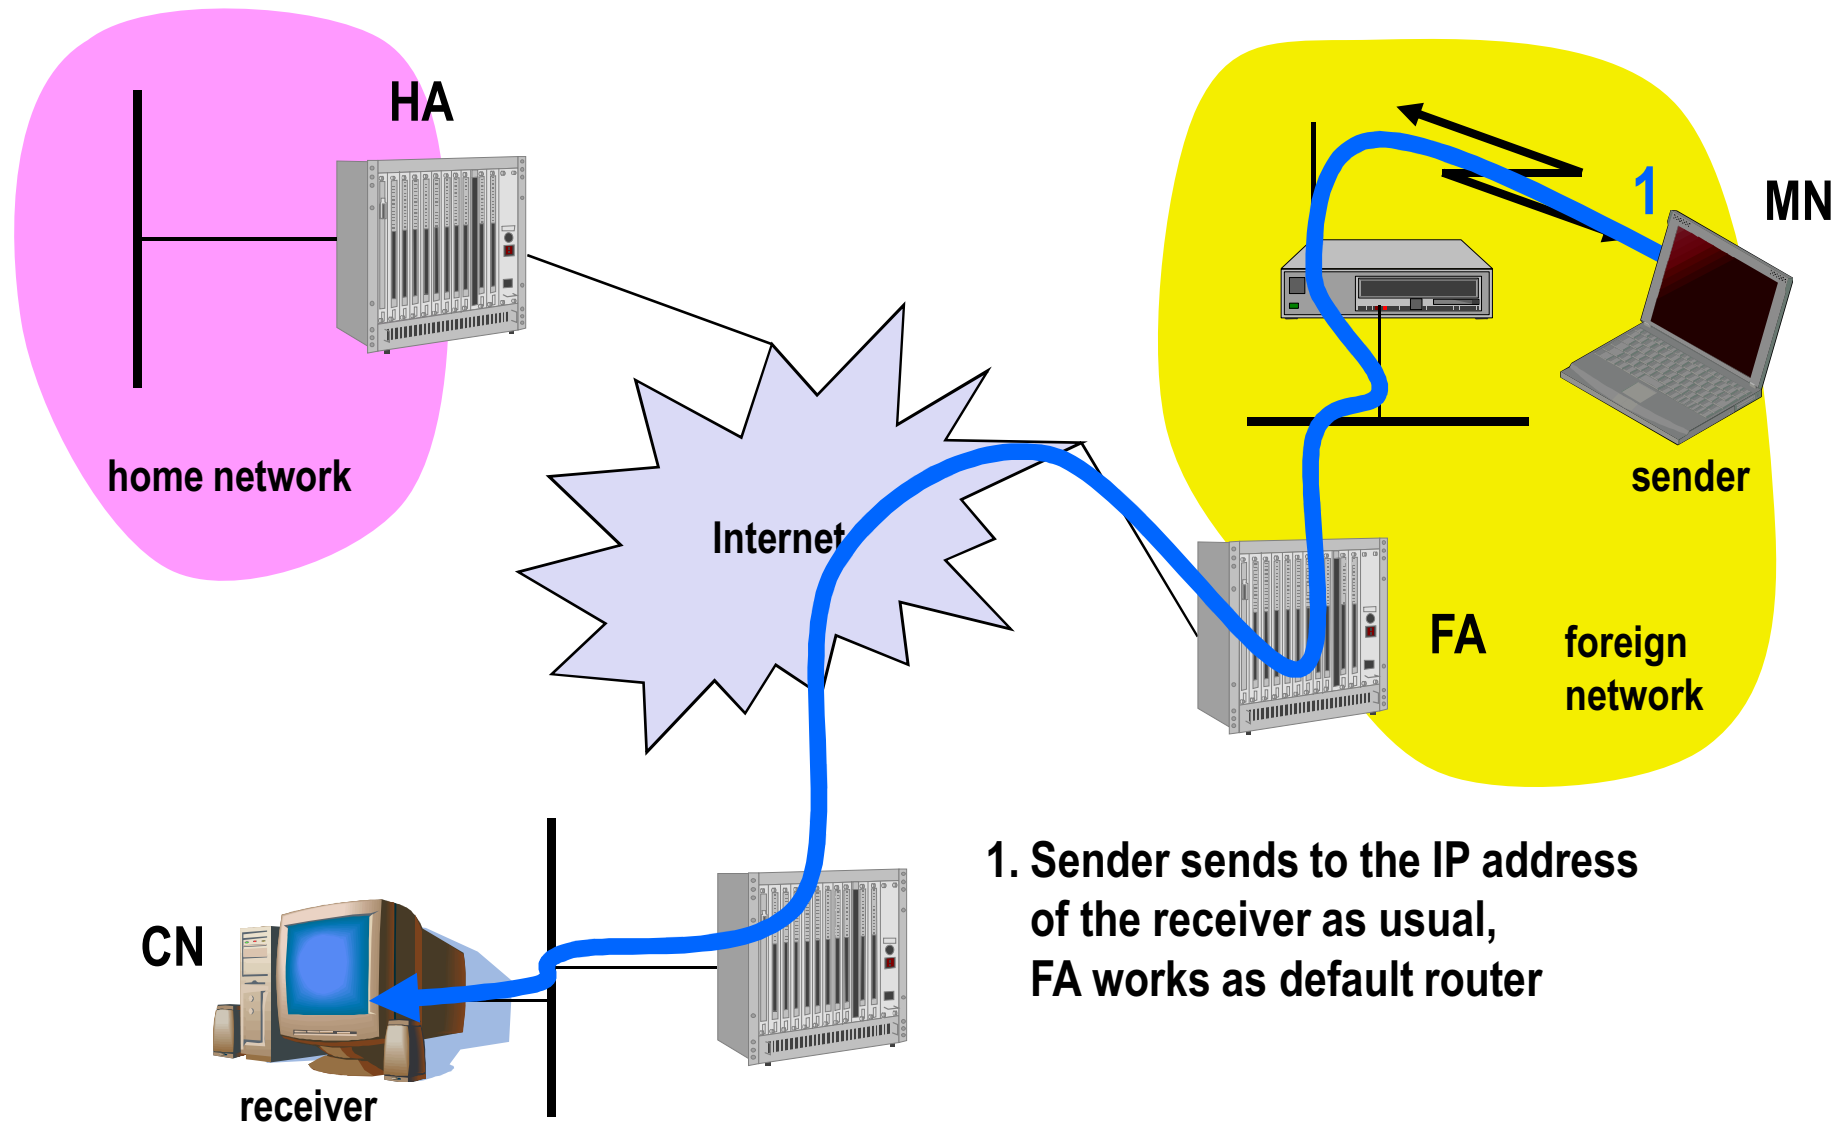 HA
1
MN
home network
sender
Internet
FA
foreign
network
1. Sender sends to the IP address
of the receiver as usual,
FA works as default router
CN
receiver